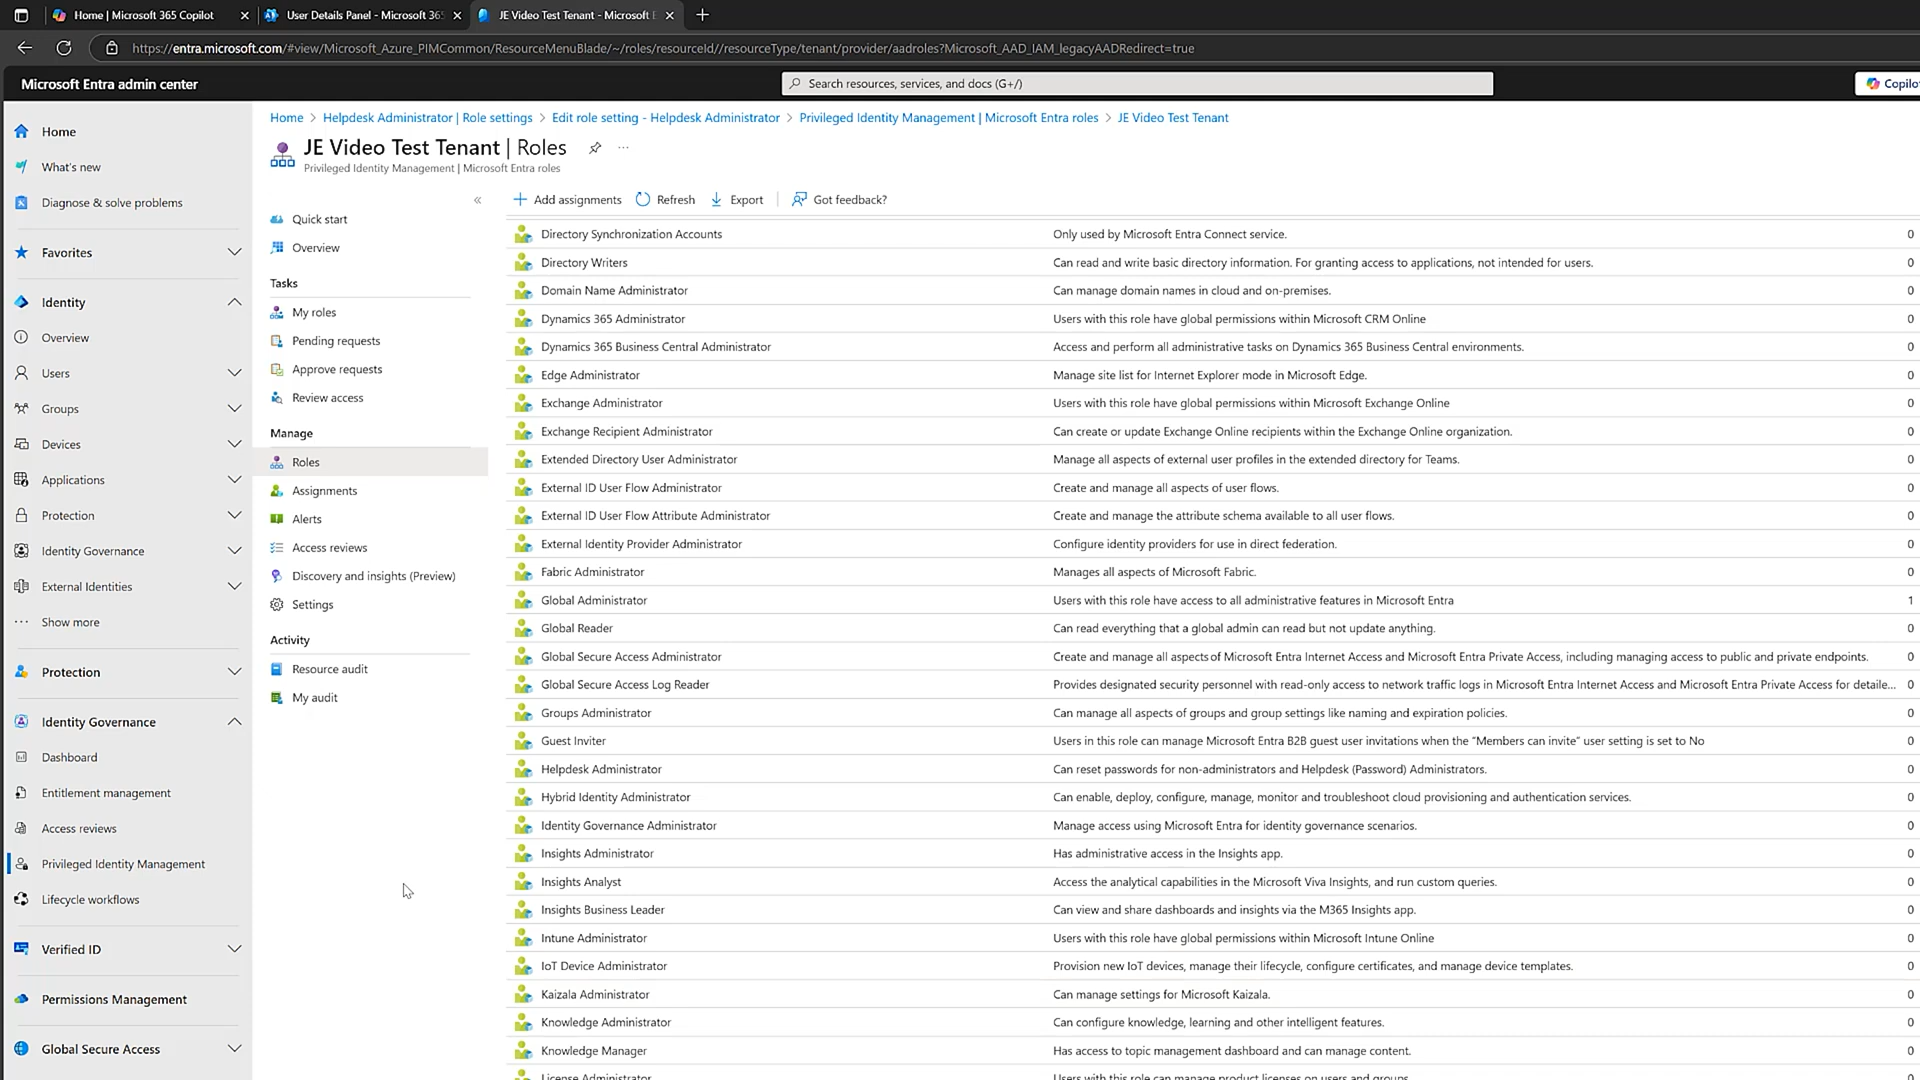 Home | Microsoft 365 Copilot
User Details Panel - Microsoft 365
JE Video Test Tenant - Microsoft E
https://entra.microsoft.com/#view/Microsoft_Azure_PIMCommon/ResourceMenuBlade/~/roles/resourceId//resourceType/tenant/provider/aadroles?Microsoft_AAD_IAM_legacyAADRedirect=true
Microsoft Entra admin center
Search resources, services, and docs (G+/)
Copilot
Home > Helpdesk Administrator | Role settings > Edit role setting - Helpdesk Administrator > Privileged Identity Management | Microsoft Entra roles > JE Video Test Tenant
JE Video Test Tenant | Roles
Privileged Identity Management | Microsoft Entra roles
Home
What's new
Diagnose & solve problems
Favorites
Identity
Overview
Users
Groups
Devices
Applications
Protection
Identity Governance
External Identities
Show more
Protection
Identity Governance
Dashboard
Entitlement management
Access reviews
Privileged Identity Management
Lifecycle workflows
Verified ID
Permissions Management
Global Secure Access
Quick start
Overview
Tasks
My roles
Pending requests
Approve requests
Review access
Manage
Roles
Assignments
Alerts
Access reviews
Discovery and insights (Preview)
Settings
Activity
Resource audit
My audit
Add assignments Refresh Export Got feedback?
Directory Synchronization Accounts Only used by Microsoft Entra Connect service. 0
Directory Writers Can read and write basic directory information. For granting access to applications, not intended for users. 0
Domain Name Administrator Can manage domain names in cloud and on-premises. 0
Dynamics 365 Administrator Users with this role have global permissions within Microsoft CRM Online 0
Dynamics 365 Business Central Administrator Access and perform all administrative tasks on Dynamics 365 Business Central environments. 0
Edge Administrator Manage site list for Internet Explorer mode in Microsoft Edge. 0
Exchange Administrator Users with this role have global permissions within Microsoft Exchange Online 0
Exchange Recipient Administrator Can create or update Exchange Online recipients within the Exchange Online organization. 0
Extended Directory User Administrator Manage all aspects of external user profiles in the extended directory for Teams. 0
External ID User Flow Administrator Create and manage all aspects of user flows. 0
External ID User Flow Attribute Administrator Create and manage the attribute schema available to all user flows. 0
External Identity Provider Administrator Configure identity providers for use in direct federation. 0
Fabric Administrator Manages all aspects of Microsoft Fabric. 0
Global Administrator Users with this role have access to all administrative features in Microsoft Entra 1
Global Reader Can read everything that a global admin can read but not update anything. 0
Global Secure Access Administrator Create and manage all aspects of Microsoft Entra Internet Access and Microsoft Entra Private Access, including managing access to public and private endpoints. 0
Global Secure Access Log Reader Provides designated security personnel with read-only access to network traffic logs in Microsoft Entra Internet Access and Microsoft Entra Private Access for detaile... 0
Groups Administrator Can manage all aspects of groups and group settings like naming and expiration policies. 0
Guest Inviter Users in this role can manage Microsoft Entra B2B guest user invitations when the "Members can invite" user setting is set to No 0
Helpdesk Administrator Can reset passwords for non-administrators and Helpdesk (Password) Administrators. 0
Hybrid Identity Administrator Can enable, deploy, configure, manage, monitor and troubleshoot cloud provisioning and authentication services. 0
Identity Governance Administrator Manage access using Microsoft Entra for identity governance scenarios. 0
Insights Administrator Has administrative access in the Insights app. 0
Insights Analyst Access the analytical capabilities in the Microsoft Viva Insights, and run custom queries. 0
Insights Business Leader Can view and share dashboards and insights via the M365 Insights app. 0
Intune Administrator Users with this role have global permissions within Microsoft Intune Online 0
IoT Device Administrator Provision new IoT devices, manage their lifecycle, configure certificates, and manage device templates. 0
Kaizala Administrator Can manage settings for Microsoft Kaizala. 0
Knowledge Administrator Can configure knowledge, learning and other intelligent features. 0
Knowledge Manager Has access to topic management dashboard and can manage content. 0
License Administrator Users with this role can manage product licenses on users and groups